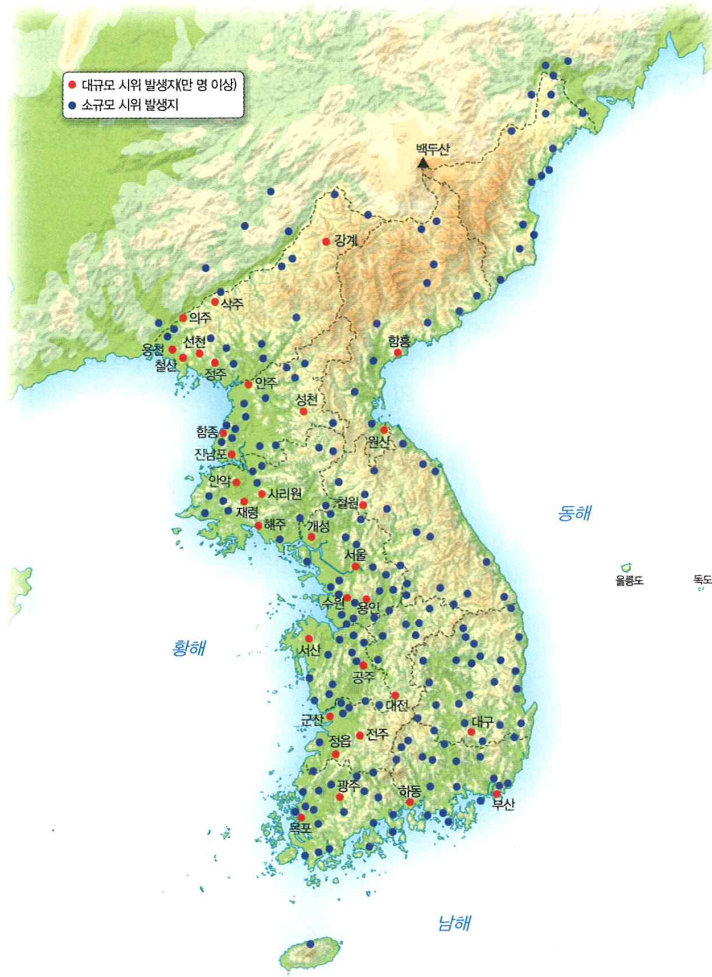 대규모 시위 발생지(만 명 이상)
소규모 시위 발생지
백두산
강계
삭주
의주
선천
용천
철산
정주
안주
함흥
성천
함종
원산
진남포
안악
사리원
재령
철원
해주
개성
서울
동해
울릉도
독도
수원
용인
서산
황해
공주
대전
군산
정읍
전주
대구
광주
하동
부산
목포
남해